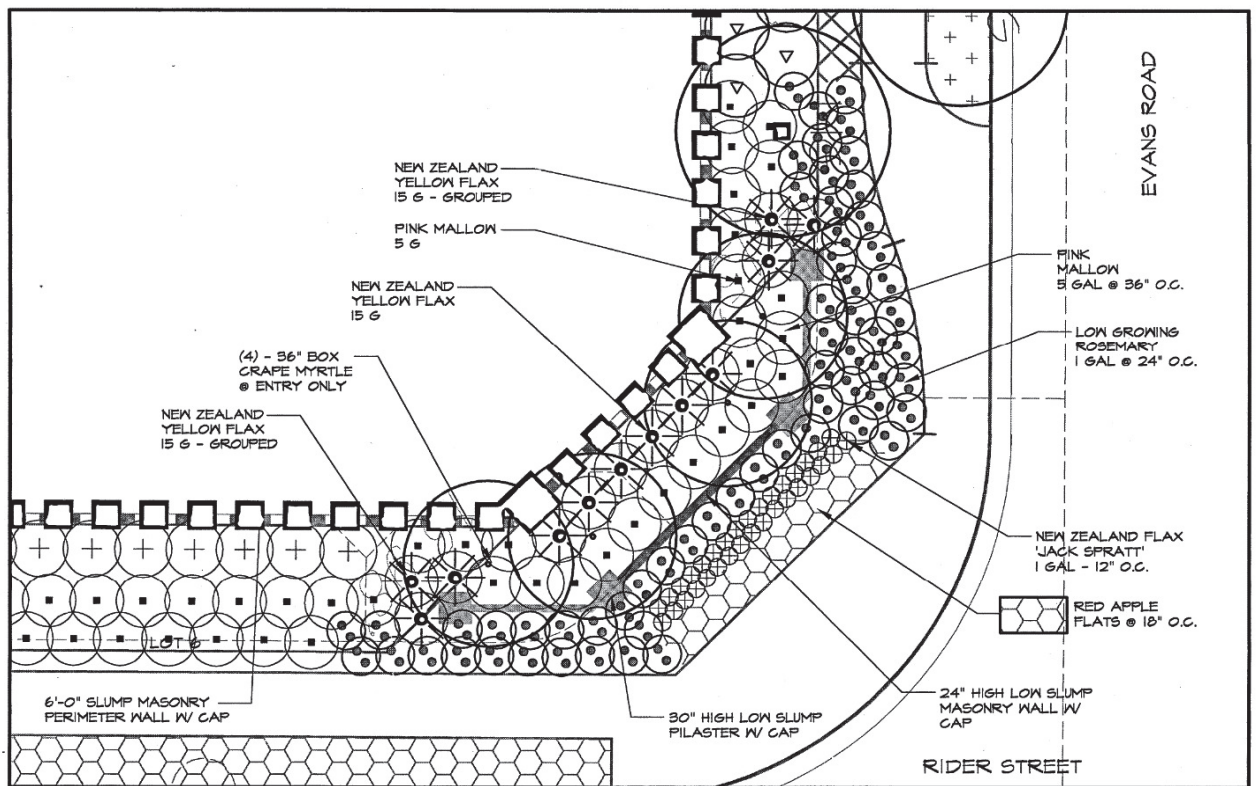 EVANS ROAD
NEW ZEALAND
YELLOW FLAX
15 G - GROUPED
PINK MALLOW
5 G
NEW ZEALAND
YELLOW FLAX
15 G
(4) - 36" BOX
CRAPE MYRTLE
@ ENTRY ONLY
NEW ZEALAND
YELLOW FLAX
15 G - GROUPED
PINK
MALLOW
5 GAL @ 36" O.C.
LOW GROWING
ROSEMARY
1 GAL @ 24" O.C.
NEW ZEALAND FLAX
'JACK SPRATT'
1 GAL - 12" O.C.
RED APPLE
FLATS @ 18" O.C.
LOT 6
6'-0" SLUMP MASONRY
PERIMETER WALL W/ CAP
30" HIGH LOW SLUMP
PILASTER W/ CAP
24" HIGH LOW SLUMP
MASONRY WALL W/
CAP
RIDER STREET